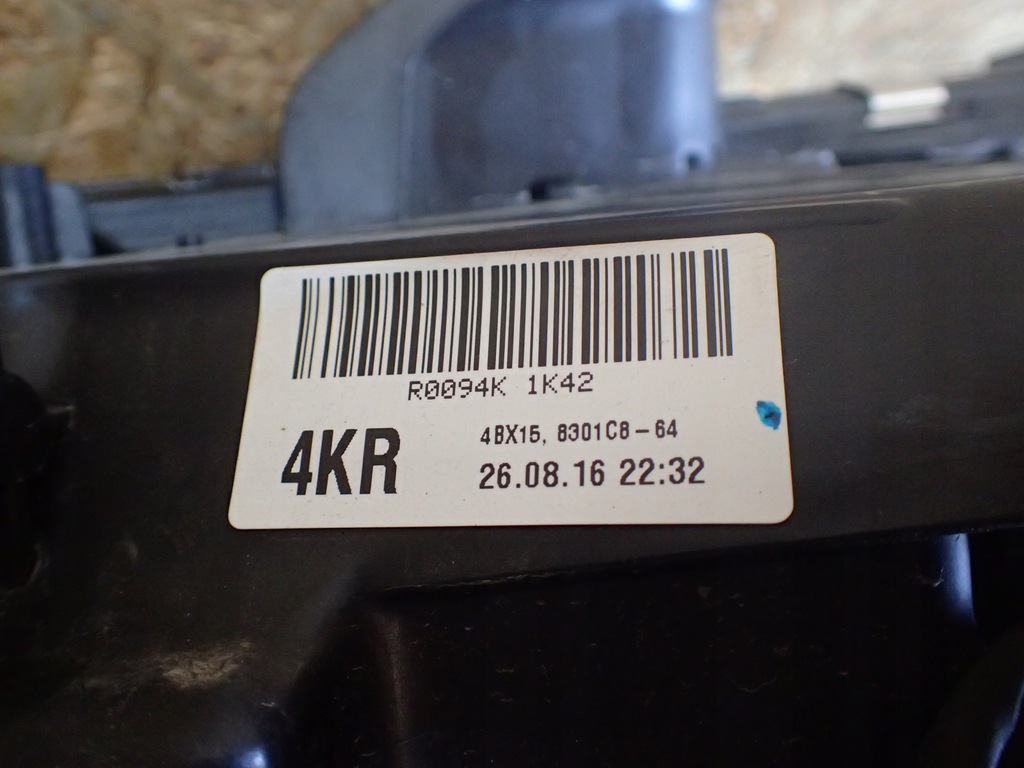 R0094K 1K42
4KR
4BX15, 8301C8-64
26.08.16 22:32